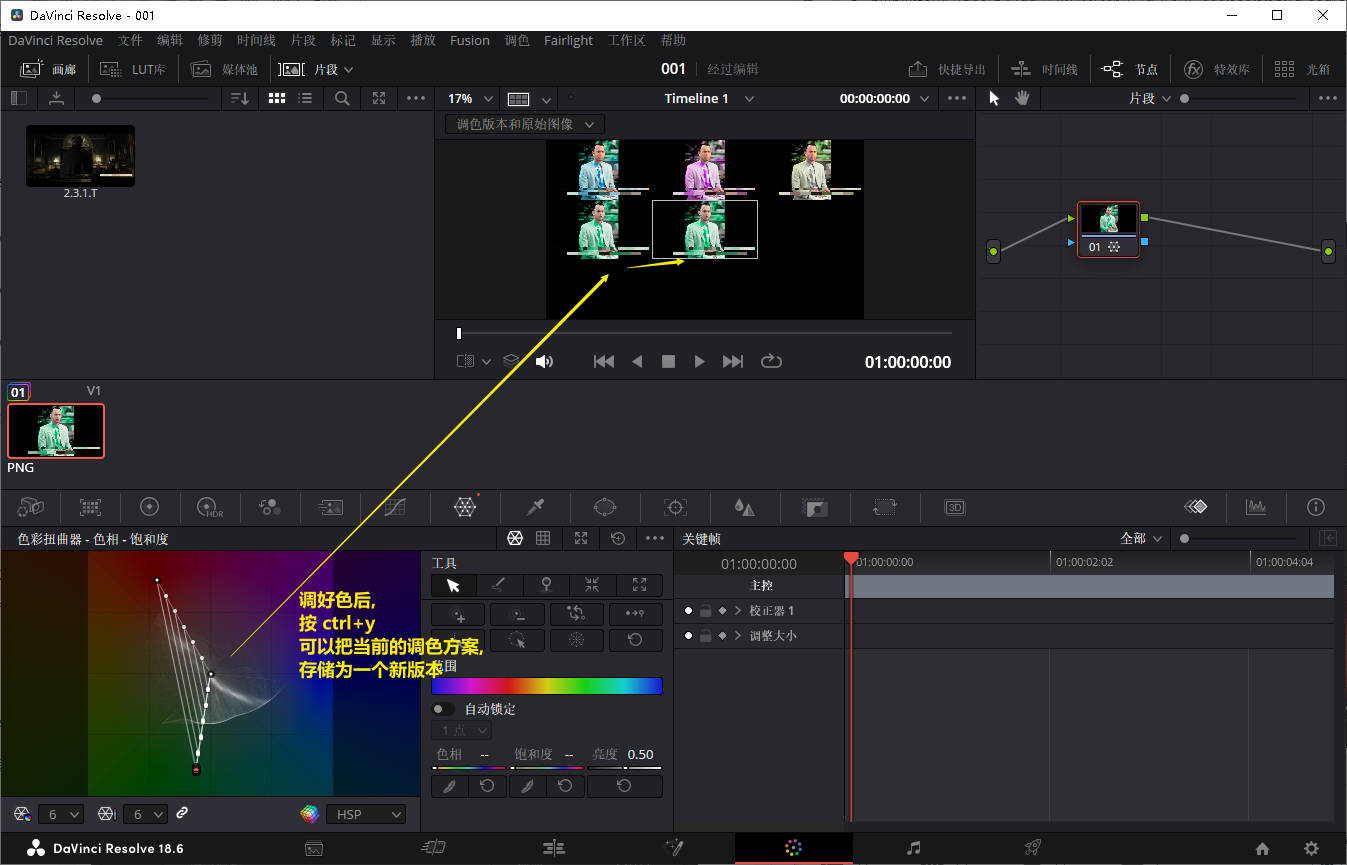 DaVinci Resolve - 001
DaVinci Resolve 文件 编辑 修剪 时间线 片段 标记 显示 播放 Fusion 调色 Fairlight 工作区 帮助
画廊 LUT库 媒体池 片段 001 经过编辑 快捷导出 时间线 节点 特效库 光箱
17% Timeline 1 00:00:00:00 片段
调色版本和原始图像
2.3.1.T
01
01:00:00:00
01 V1
PNG
HDR
3D
色彩扭曲器 - 色相 - 饱和度
关键帧 全部
工具
01:00:00:00 01:00:00:00 01:00:02:02 01:00:04:04
主控
校正器 1
调整大小
调好色后,
按 ctrl+y
可以把当前的调色方案,
存储为一个新版本
范围
自动锁定
1 点
色相 -- 饱和度 -- 亮度 0.50
6 6 HSP
DaVinci Resolve 18.6